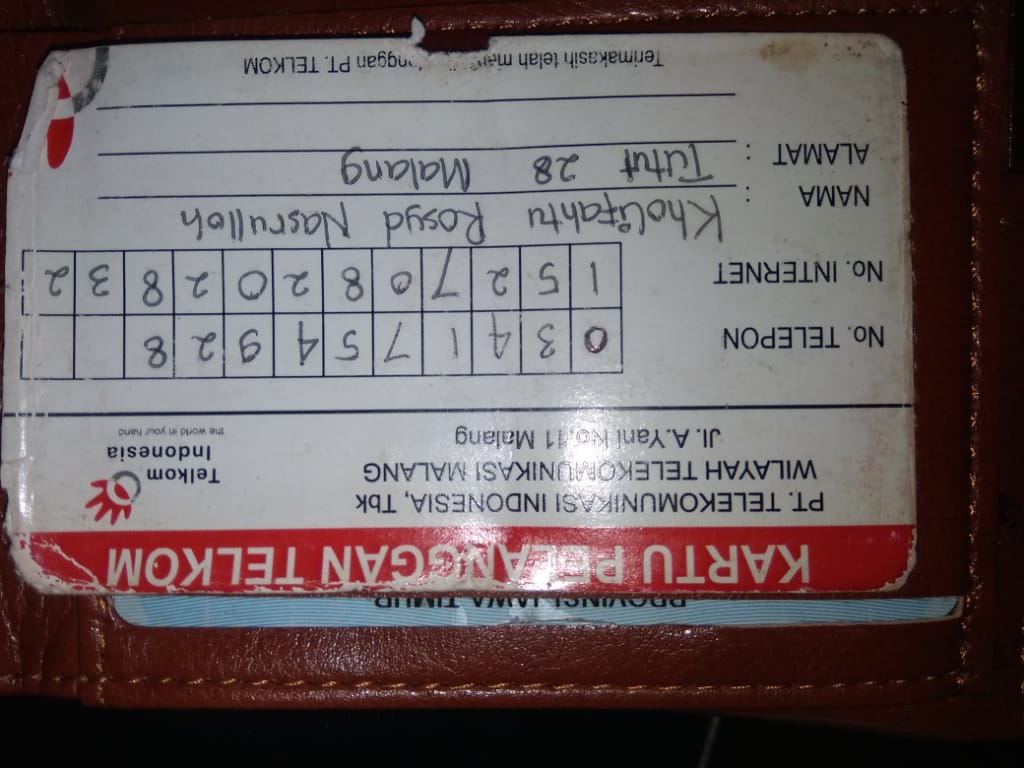 PROVINSI JAWA TIMUR
KARTU PELANGGAN TELKOM
PT. TELEKOMUNIKASI INDONESIA, Tbk
WILAYAH TELEKOMUNIKASI MALANG
Jl. A.Yani No.11 Malang
Telkom
Indonesia
the world in your hand
No. TELEPON 0 3 4 1 7 5 4 9 2 8
No. INTERNET 1 5 2 7 0 8 2 0 2 8 3 2
NAMA : Kholifahtu Rosyd Nasrulloh
ALAMAT : Tutut 28 Malang
Terimakasih telah PT. TELKOM